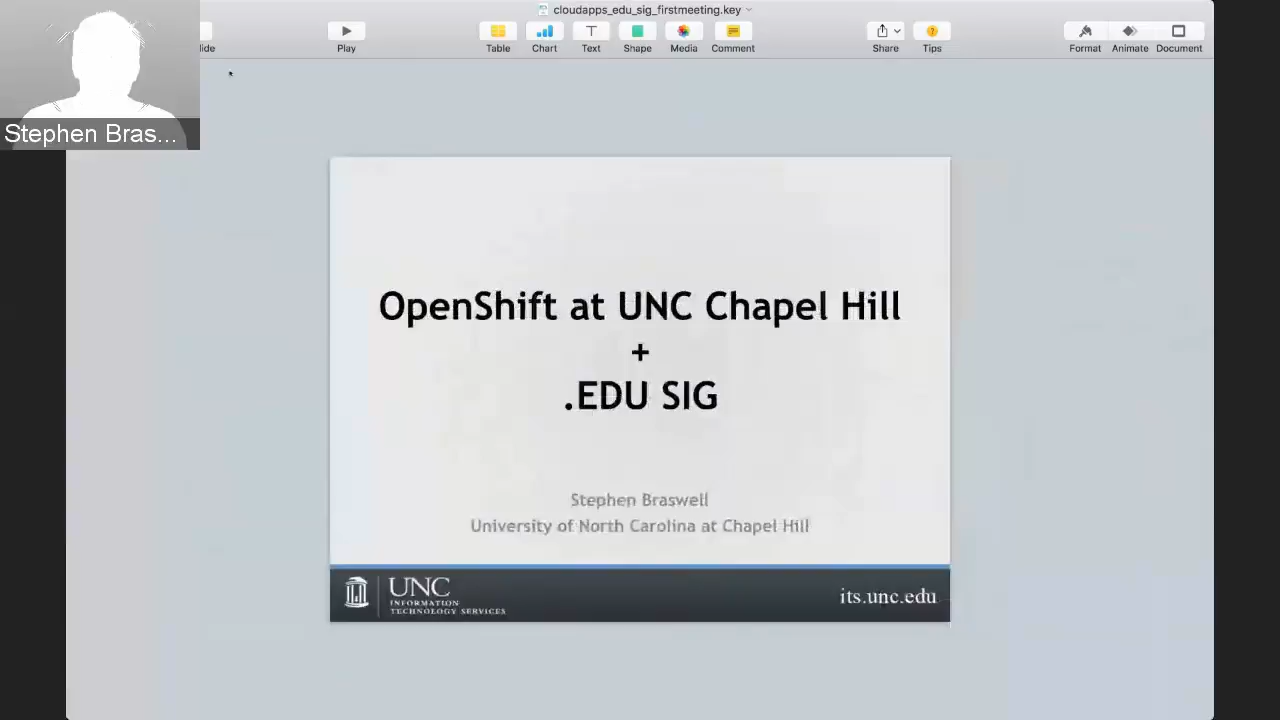 cloudapps_edu_sig_firstmeeting.key
lide
Play
Table
Chart
Text
Shape
Media
Comment
Share
Tips
Format
Animate
Document
Stephen Bras...
OpenShift at UNC Chapel Hill
+
.EDU SIG
Stephen Braswell
University of North Carolina at Chapel Hill
UNC
INFORMATION
TECHNOLOGY SERVICES
its.unc.edu